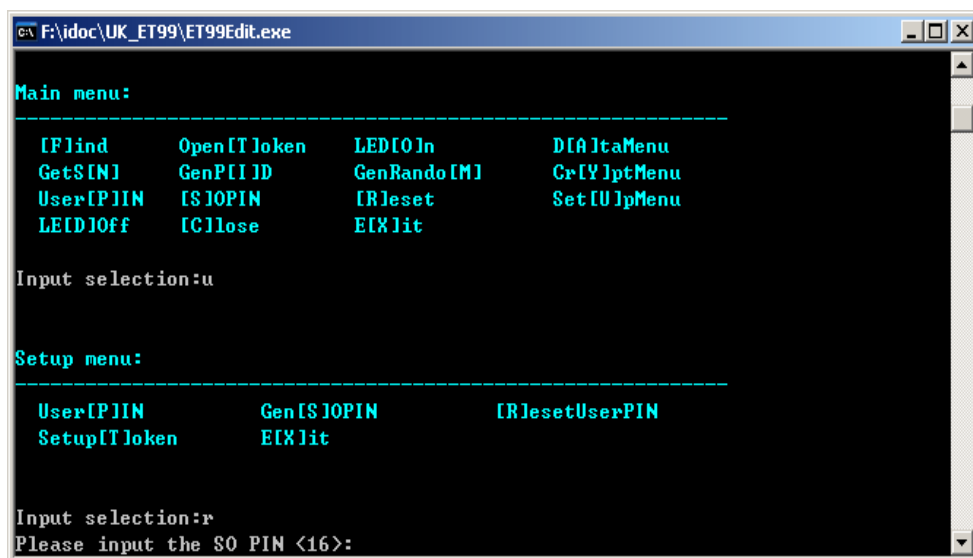 F:\idoc\UK_ET99\ET99Edit.exe
Main menu:
[F]ind Open[T]oken LED[O]n D[A]taMenu
GetS[N] GenP[I]D GenRando[M] Cr[Y]ptMenu
User[P]IN [S]OPIN [R]eset Set[U]pMenu
LE[D]Off [C]lose E[X]it
Input selection:u
Setup menu:
User[P]IN Gen[S]OPIN [R]esetUserPIN
Setup[T]oken E[X]it
Input selection:r
Please input the SO PIN <16>: